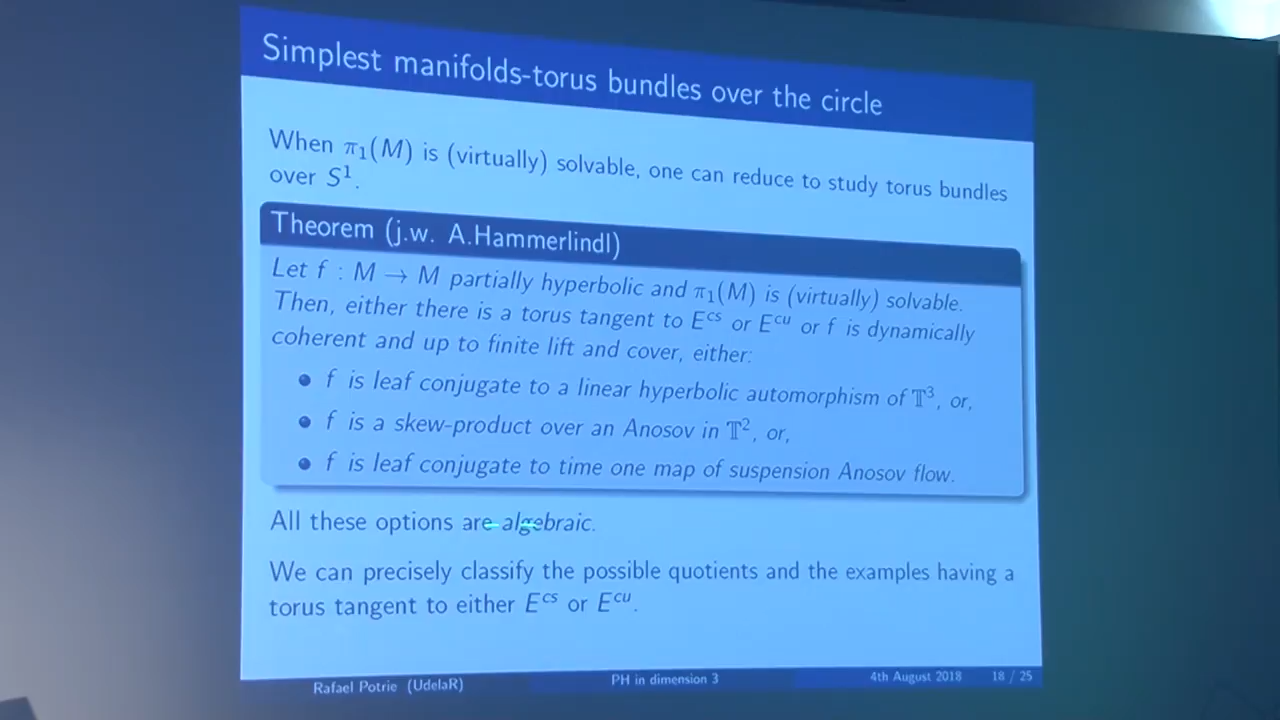 Simplest manifolds-torus bundles over the circle
When π₁(M) is (virtually) solvable, one can reduce to study torus bundles
over S¹.
Theorem (j.w. A.Hammerlindl)
Let f : M → M partially hyperbolic and π₁(M) is (virtually) solvable.
Then, either there is a torus tangent to Eᶜˢ or Eᶜᵘ or f is dynamically
coherent and up to finite lift and cover, either:
• f is leaf conjugate to a linear hyperbolic automorphism of 𝕋³, or,
• f is a skew-product over an Anosov in 𝕋², or,
• f is leaf conjugate to time one map of suspension Anosov flow.
All these options are algebraic.
We can precisely classify the possible quotients and the examples having a
torus tangent to either Eᶜˢ or Eᶜᵘ.
Rafael Potrie (UdelaR) PH in dimension 3 4th August 2018 18 / 25